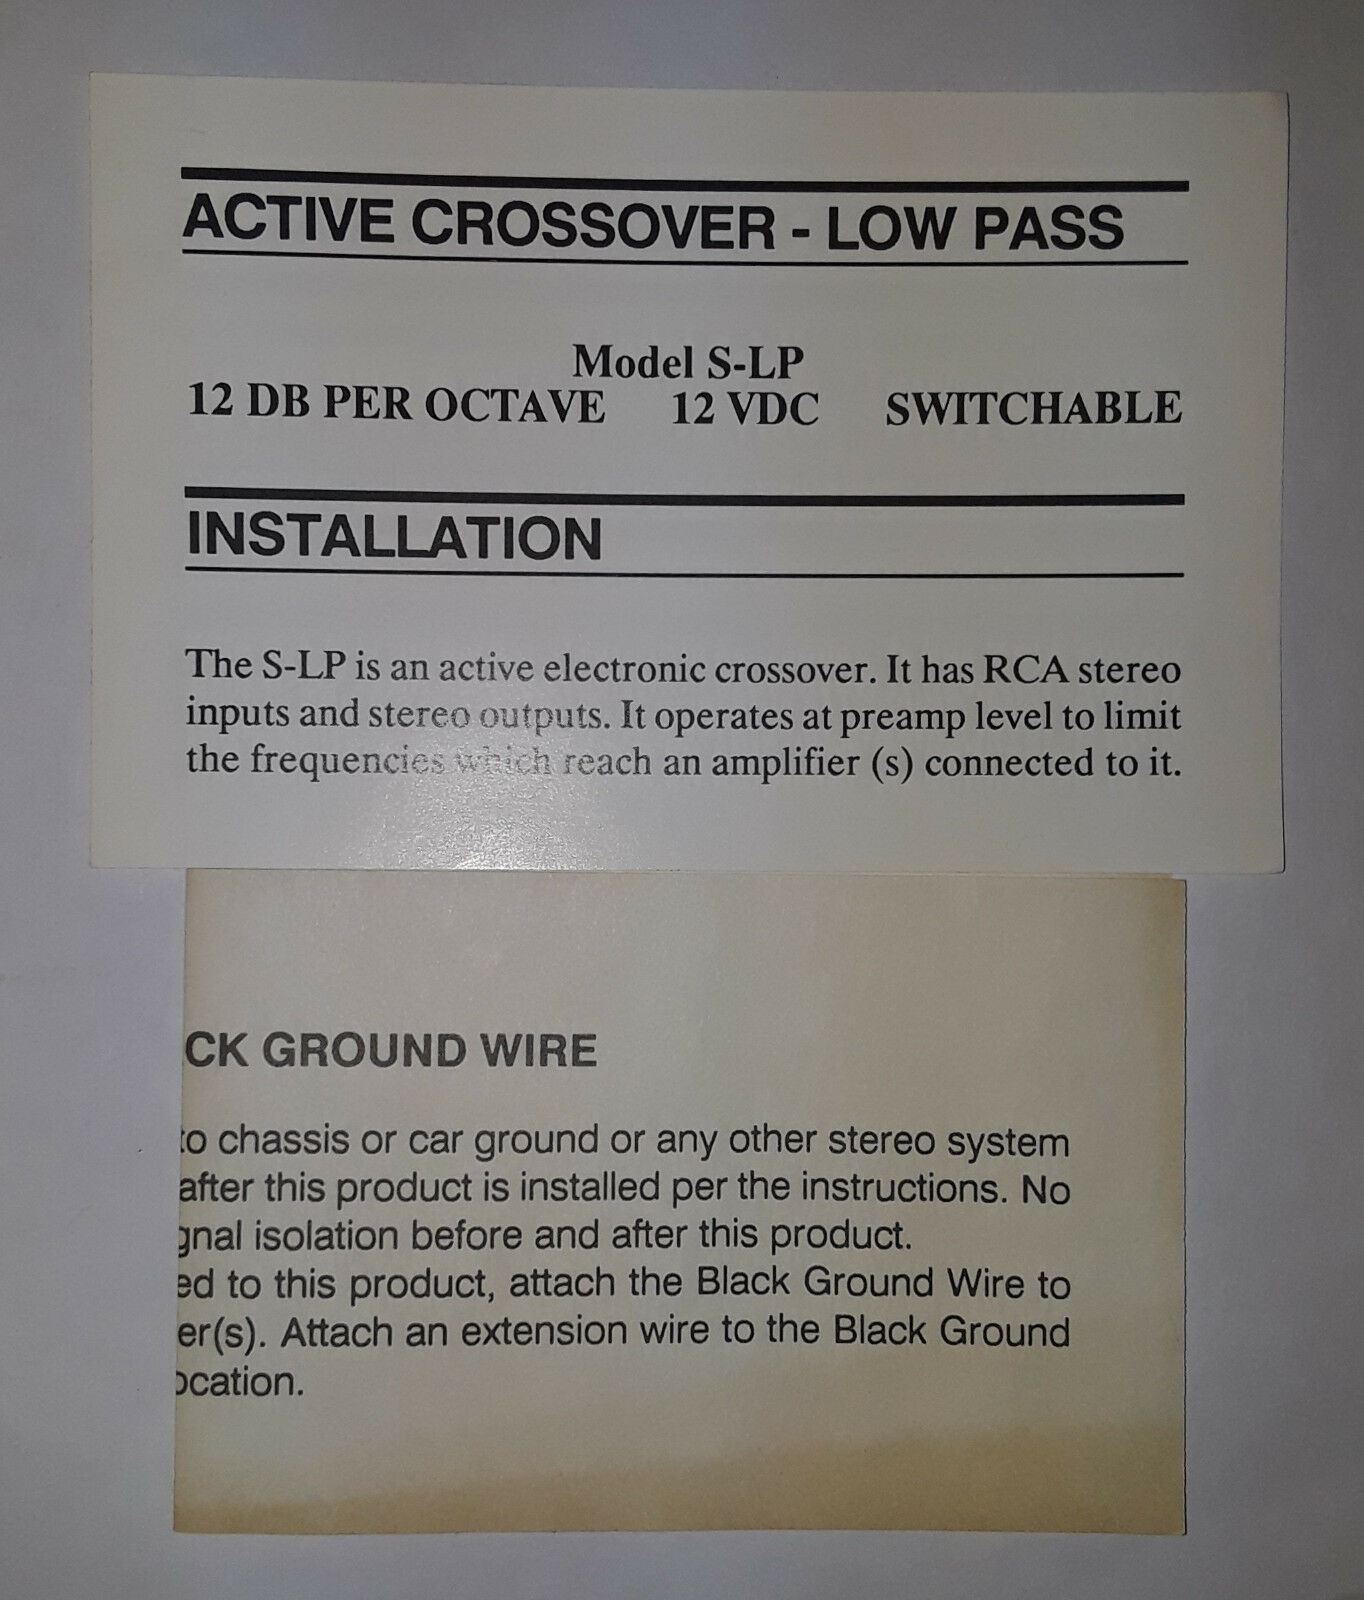 ACTIVE CROSSOVER - LOW PASS
Model S-LP
12 DB PER OCTAVE 12 VDC SWITCHABLE
INSTALLATION
The S-LP is an active electronic crossover. It has RCA stereo
inputs and stereo outputs. It operates at preamp level to limit
the frequencies which reach an amplifier (s) connected to it.
CK GROUND WIRE
to chassis or car ground or any other stereo system
after this product is installed per the instructions. No
gnal isolation before and after this product.
ed to this product, attach the Black Ground Wire to
er(s). Attach an extension wire to the Black Ground
ocation.